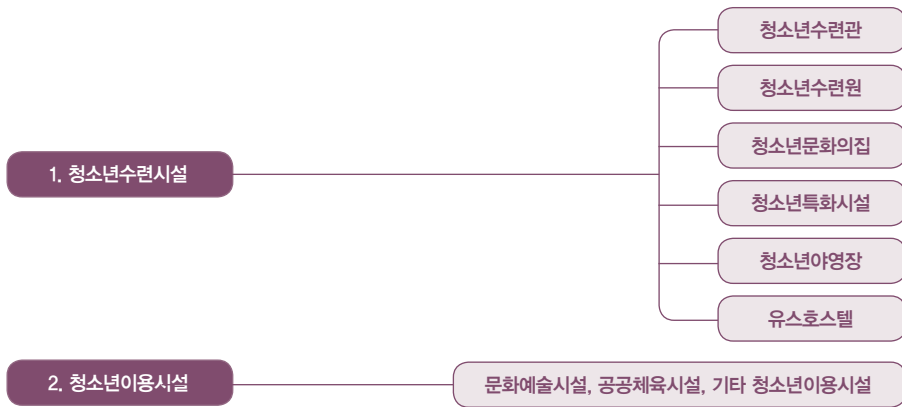 청소년수련관
청소년수련원
청소년문화의집
1. 청소년수련시설
청소년특화시설
청소년야영장
유스호스텔
2. 청소년이용시설
문화예술시설, 공공체육시설, 기타 청소년이용시설